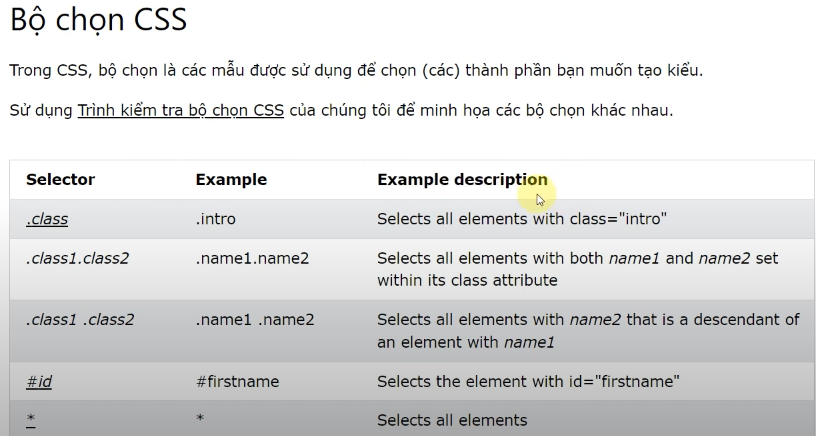 Bộ chọn CSS
Trong CSS, bộ chọn là các mẫu được sử dụng để chọn (các) thành phần bạn muốn tạo kiểu.
Sử dụng Trình kiểm tra bộ chọn CSS của chúng tôi để minh họa các bộ chọn khác nhau.
Selector Example Example description
.class .intro Selects all elements with class="intro"
.class1.class2 .name1.name2 Selects all elements with both name1 and name2 set
within its class attribute
.class1 .class2 .name1 .name2 Selects all elements with name2 that is a descendant of
an element with name1
#id #firstname Selects the element with id="firstname"
* * Selects all elements